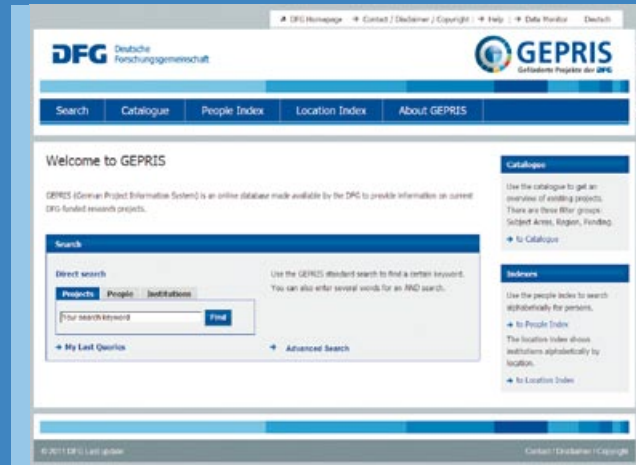 DFG Homepage Contact / Disclaimer / Copyright Help Data Monitor Deutsch
DFG Deutsche
Forschungsgemeinschaft
GEPRIS
Geförderte Projekte der DFG
Search Catalogue People Index Location Index About GEPRIS
Welcome to GEPRIS
GEPRIS (German Project Information System) is an online database made available by the DFG to provide information on current
DFG-funded research projects.
Search
Direct search
Projects People Institutions
Your search keyword Find
My Last Queries
Use the GEPRIS standard search to find a certain keyword.
You can also enter several words for an AND search.
Advanced Search
Catalogue
Use the catalogue to get an
overview of existing projects.
There are three filter groups:
Subject Area, Region, Funding.
to Catalogue
Indexes
Use the people index to search
alphabetically for persons.
to People Index
The location index shows
institutions alphabetically by
location.
to Location Index
© 2011 DFG Last update
Contact / Disclaimer / Copyright